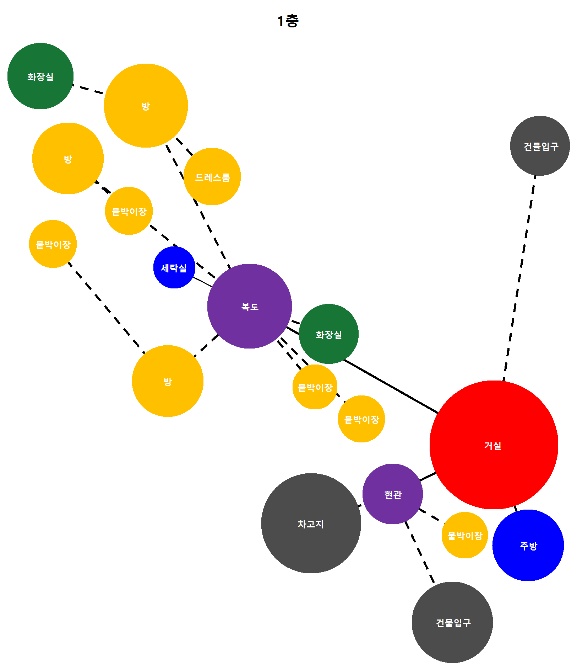 1층
화장실
방
건물입구
방
드레스룸
붙박이장
붙박이장
세탁실
복도
화장실
방
붙박이장
붙박이장
거실
현관
차고지
붙박이장
주방
건물입구